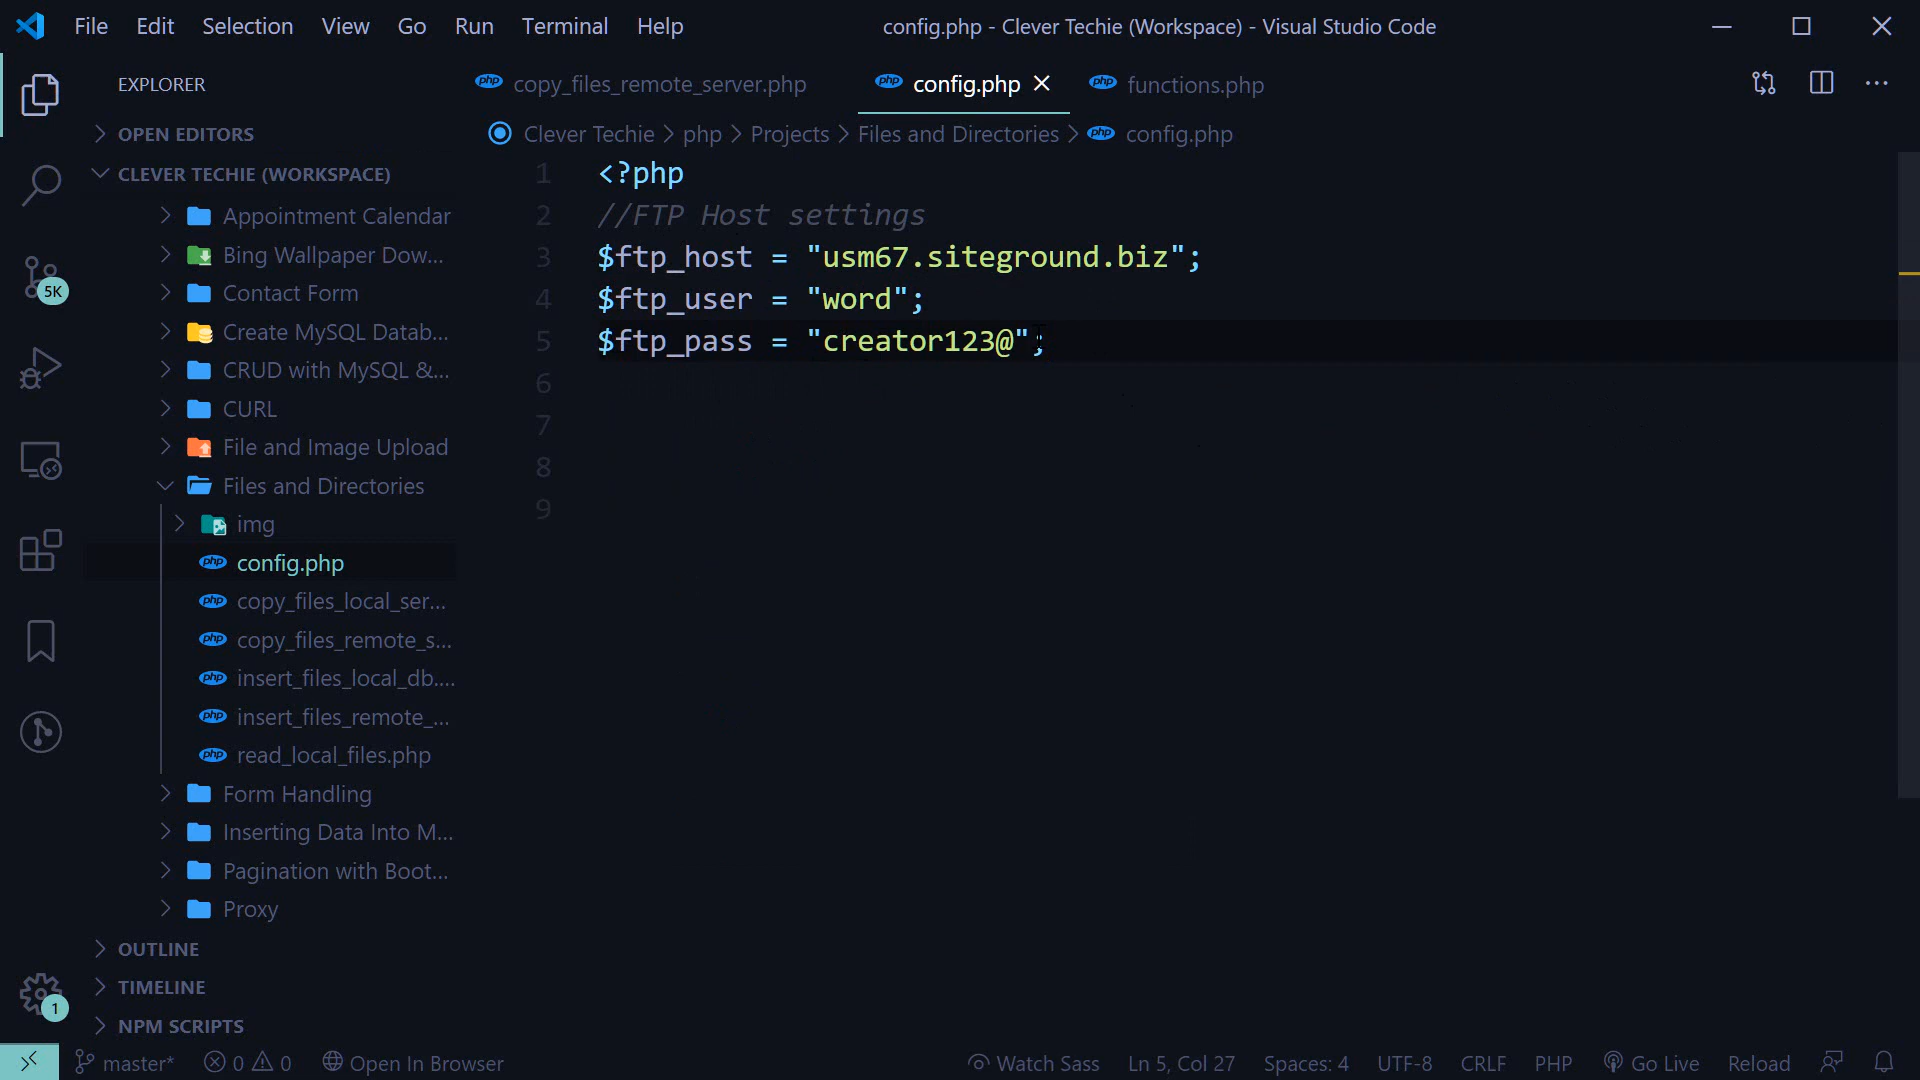 File Edit Selection View Go Run Terminal Help config.php - Clever Techie (Workspace) - Visual Studio Code
EXPLORER
OPEN EDITORS
CLEVER TECHIE (WORKSPACE)
Appointment Calendar
Bing Wallpaper Dow...
Contact Form
Create MySQL Datab...
CRUD with MySQL &...
CURL
File and Image Upload
Files and Directories
img
config.php
copy_files_local_ser...
copy_files_remote_s...
insert_files_local_db....
insert_files_remote_...
read_local_files.php
Form Handling
Inserting Data Into M...
Pagination with Boot...
Proxy
OUTLINE
TIMELINE
NPM SCRIPTS
5K
1
php copy_files_remote_server.php php config.php php functions.php
Clever Techie > php > Projects > Files and Directories > php config.php
1 <?php
2 //FTP Host settings
3 $ftp_host = "usm67.siteground.biz";
4 $ftp_user = "word";
5 $ftp_pass = "creator123@";
6
7
8
9
master* 0 0 Open In Browser Watch Sass Ln 5, Col 27 Spaces: 4 UTF-8 CRLF PHP Go Live Reload